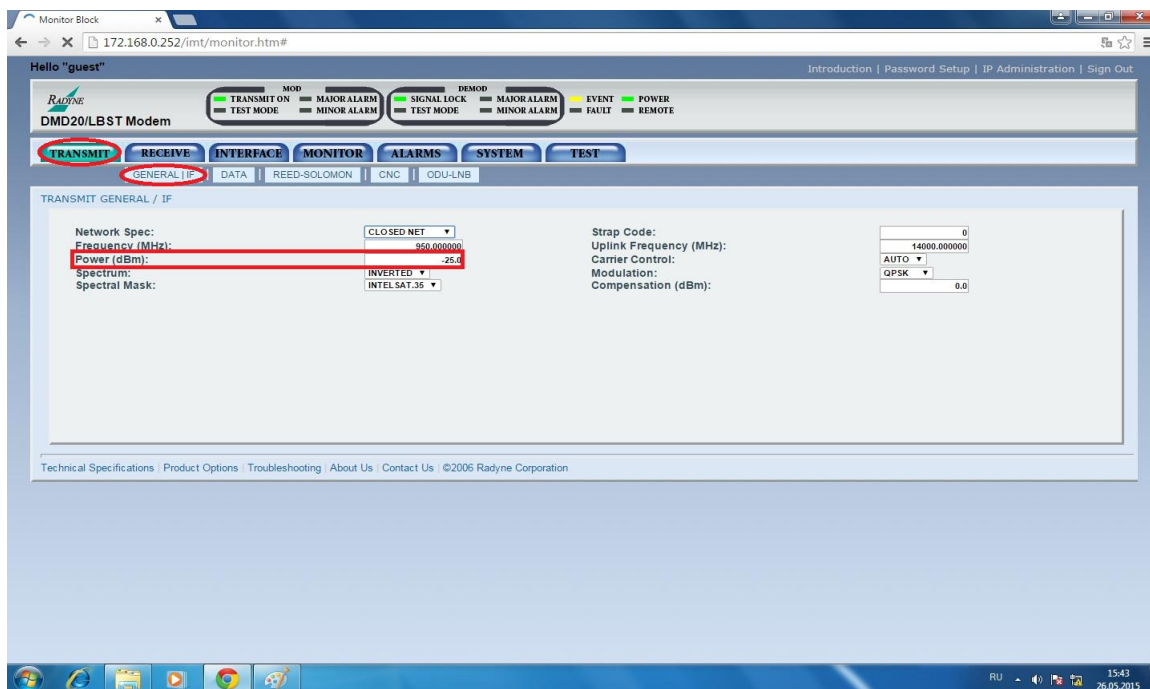 Monitor Block
172.168.0.252/imt/monitor.htm#
Hello "guest"
Introduction | Password Setup | IP Administration | Sign Out
RADYNE
DMD20/LBST Modem
MOD
TRANSMIT ON MAJOR ALARM
TEST MODE MINOR ALARM
DEMOD
SIGNAL LOCK MAJOR ALARM
TEST MODE MINOR ALARM
EVENT POWER
FAULT REMOTE
TRANSMIT RECEIVE INTERFACE MONITOR ALARMS SYSTEM TEST
GENERAL | IF DATA REED-SOLOMON CNC ODU-LNB
TRANSMIT GENERAL / IF
Network Spec: CLOSED NET
Frequency (MHz): 950.000000
Power (dBm): -25.0
Spectrum: INVERTED
Spectral Mask: INTELSAT.35
Strap Code: 0
Uplink Frequency (MHz): 14000.000000
Carrier Control: AUTO
Modulation: QPSK
Compensation (dBm): 0.0
Technical Specifications | Product Options | Troubleshooting | About Us | Contact Us | ©2006 Radyne Corporation
RU 15:43
26.05.2015